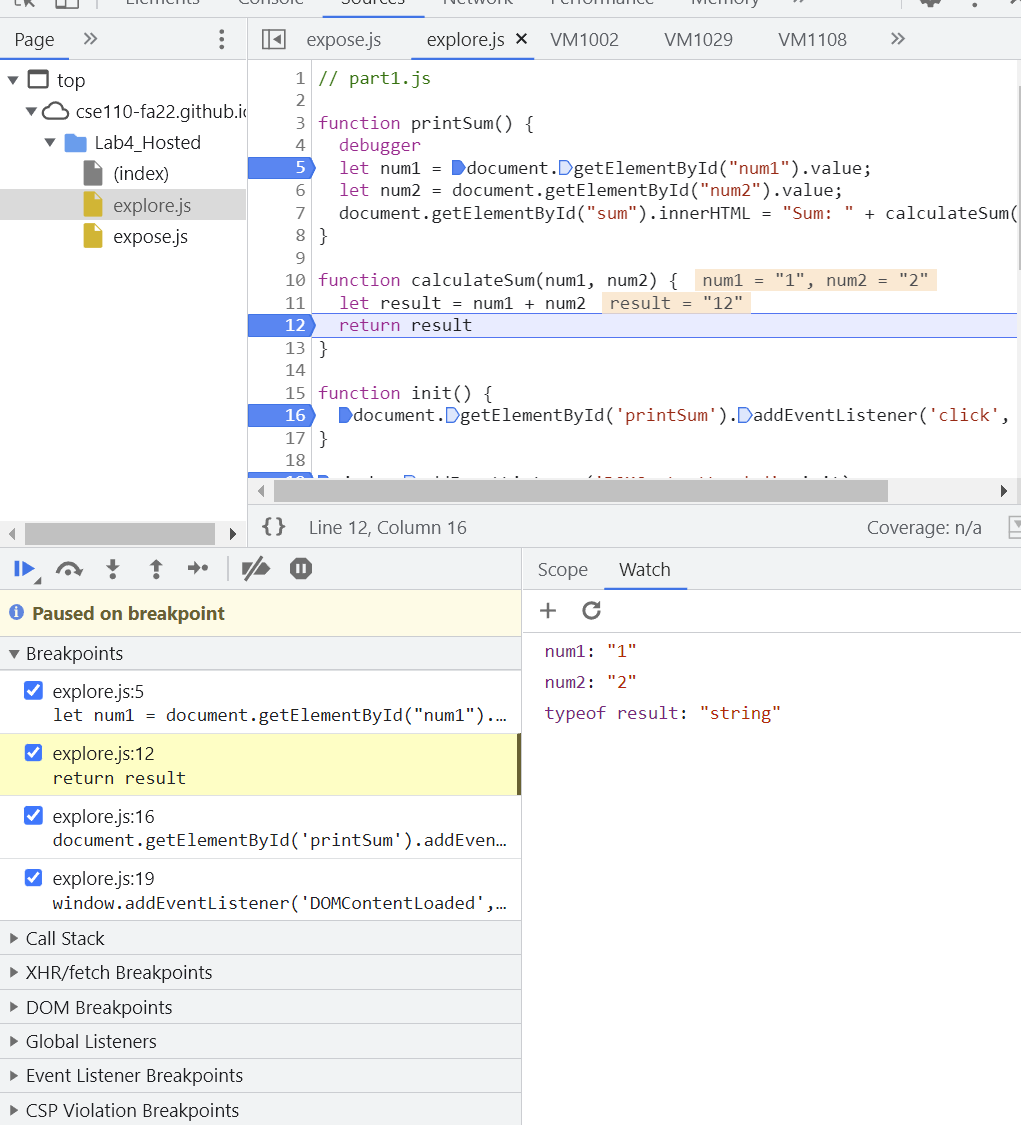 Elements Console Sources Network Performance Memory »
Page »
expose.js explore.js × VM1002 VM1029 VM1108 »
top
cse110-fa22.github.i
Lab4_Hosted
(index)
explore.js
expose.js
1 // part1.js
2
3 function printSum() {
4 debugger
5 let num1 = document.getElementById("num1").value;
6 let num2 = document.getElementById("num2").value;
7 document.getElementById("sum").innerHTML = "Sum: " + calculateSum(
8 }
9
10 function calculateSum(num1, num2) { num1 = "1", num2 = "2"
11 let result = num1 + num2 result = "12"
12 return result
13 }
14
15 function init() {
16 document.getElementById('printSum').addEventListener('click',
17 }
18
{} Line 12, Column 16 Coverage: n/a
Paused on breakpoint
Breakpoints
explore.js:5
let num1 = document.getElementById("num1").…
explore.js:12
return result
explore.js:16
document.getElementById('printSum').addEven…
explore.js:19
window.addEventListener('DOMContentLoaded',…
Call Stack
XHR/fetch Breakpoints
DOM Breakpoints
Global Listeners
Event Listener Breakpoints
CSP Violation Breakpoints
Scope Watch
num1: "1"
num2: "2"
typeof result: "string"